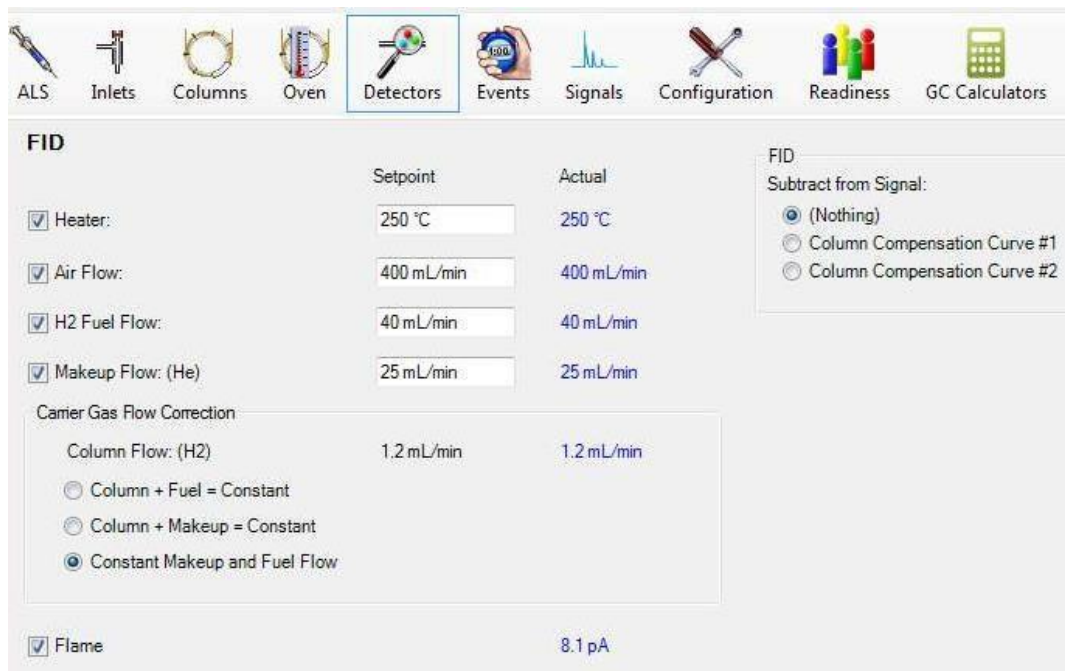 ALS Inlets Columns Oven Detectors Events Signals Configuration Readiness GC Calculators
FID
Setpoint Actual
Heater: 250 °C 250 °C
Air Flow: 400 mL/min 400 mL/min
H2 Fuel Flow: 40 mL/min 40 mL/min
Makeup Flow: (He) 25 mL/min 25 mL/min
Carrier Gas Flow Correction
Column Flow: (H2) 1.2 mL/min 1.2 mL/min
Column + Fuel = Constant
Column + Makeup = Constant
Constant Makeup and Fuel Flow
Flame 8.1 pA
FID
Subtract from Signal:
(Nothing)
Column Compensation Curve #1
Column Compensation Curve #2